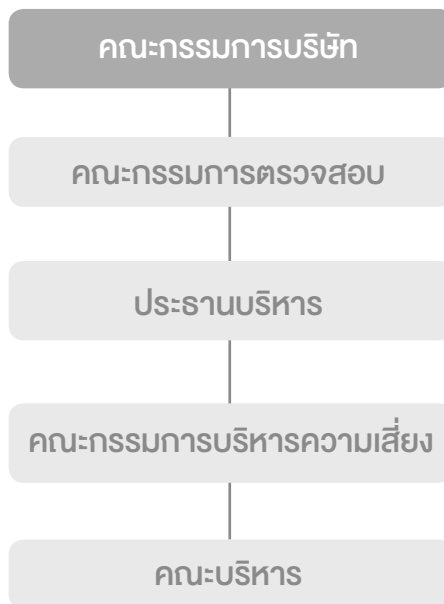 คณะกรรมการบริษัท
คณะกรรมการตรวจสอบ
ประธานบริหาร
คณะกรรมการบริหารความเสี่ยง
คณะบริหาร